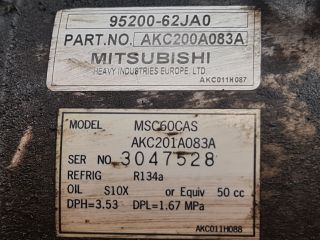 95200-62JA0
PART.NO. AKC200A083A
MITSUBISHI
HEAVY INDUSTRIES EUROPE, LTD.
AKC011H087
MODEL MSC60CAS
AKC201A083A
SER NO 3047528
REFRIG R134a
OIL S10X or Equiv 50 cc
DPH=3.53 DPL=1.67 MPa
AKC011H088